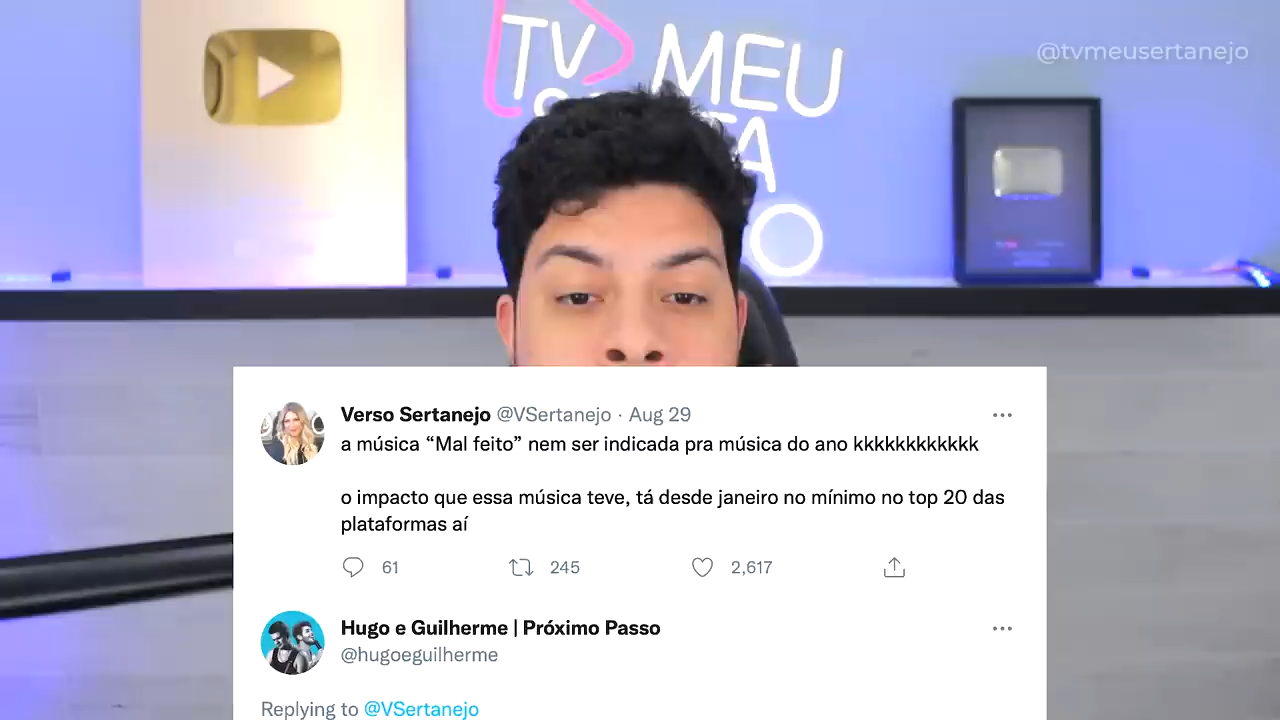 TV MEU
@tvmeusertanejo
Verso Sertanejo @VSertanejo · Aug 29
a música “Mal feito” nem ser indicada pra música do ano kkkkkkkkkkkk
o impacto que essa música teve, tá desde janeiro no mínimo no top 20 das
plataformas aí
61 245 2,617
Hugo e Guilherme | Próximo Passo
@hugoeguilherme
Replying to @VSertanejo